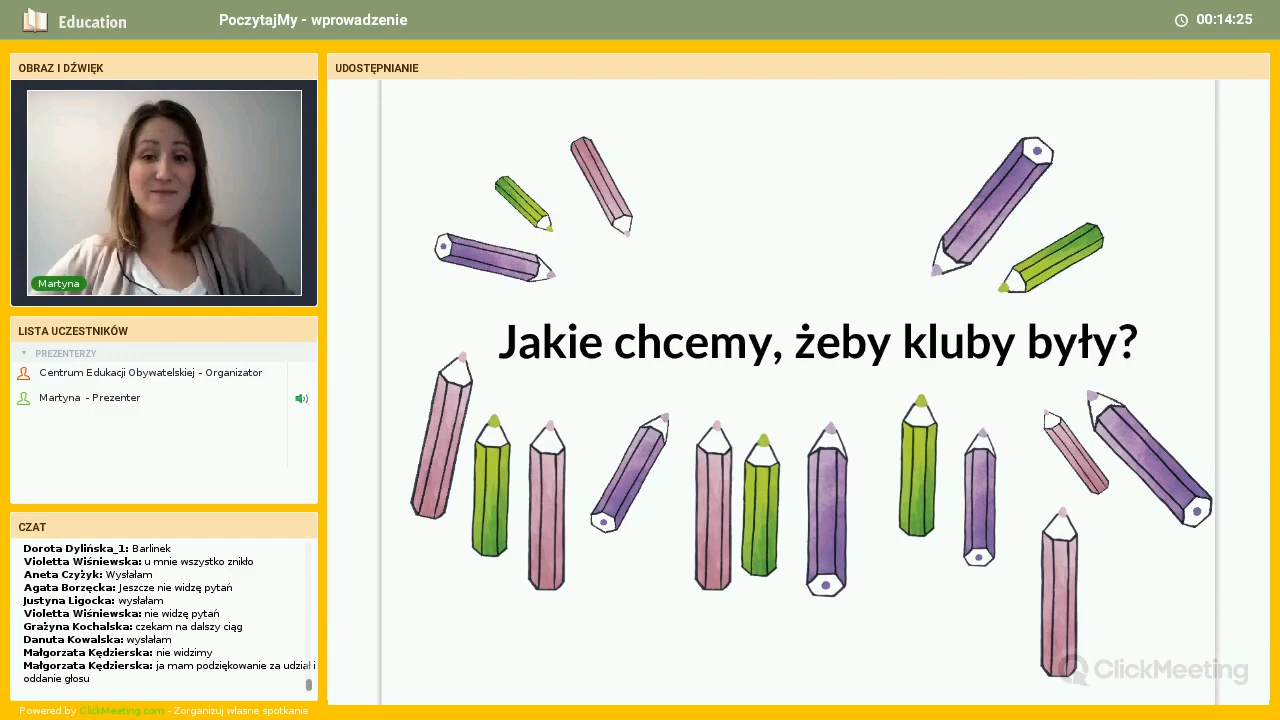 Education
PoczytajMy - wprowadzenie
00:14:25
OBRAZ I DŹWIĘK
Martyna
LISTA UCZESTNIKÓW
PREZENTERZY
Centrum Edukacji Obywatelskiej - Organizator
Martyna - Prezenter
CZAT
Dorota Dylińska_1: Barlinek
Violetta Wiśniewska: u mnie wszystko znikło
Aneta Czyżyk: Wysłałam
Agata Borzęcka: Jeszcze nie widzę pytań
Justyna Ligocka: wysłałam
Violetta Wiśniewska: nie widzę pytań
Grażyna Kochalska: czekam na dalszy ciąg
Danuta Kowalska: wysłałam
Małgorzata Kędzierska: nie widzimy
Małgorzata Kędzierska: ja mam podziękowanie za udział i
oddanie głosu
Powered by ClickMeeting.com - Zorganizuj własne spotkanie
UDOSTĘPNIANIE
Jakie chcemy, żeby kluby były?
ClickMeeting